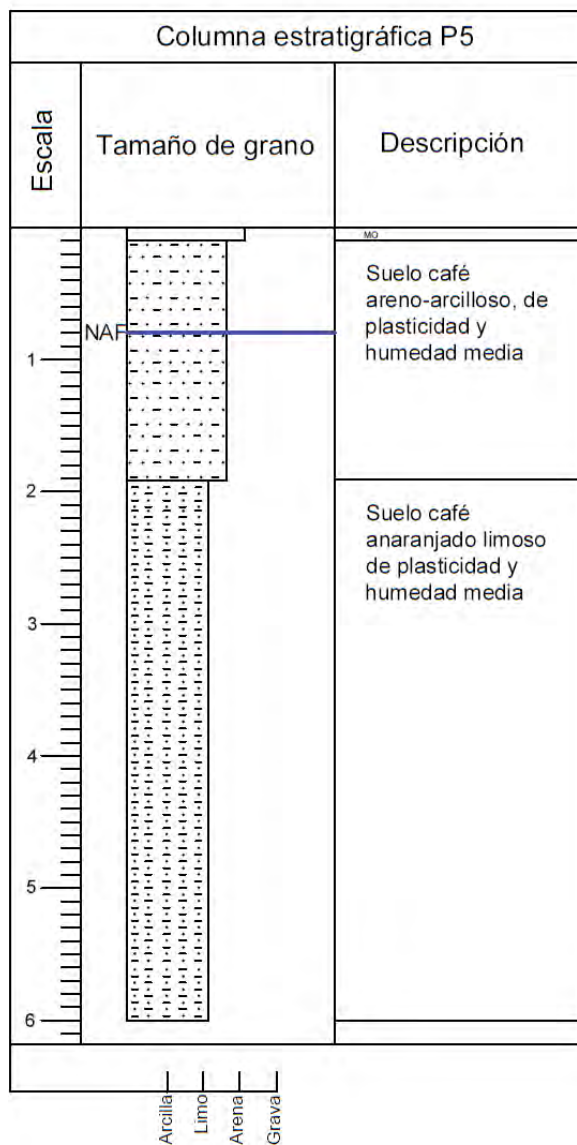 Columna estratigráfica P5
Escala
Tamaño de grano
Descripción
MO
Suelo café
areno-arcilloso, de
plasticidad y
humedad media
NAF
1
2
Suelo café
anaranjado limoso
de plasticidad y
humedad media
3
4
5
6
Arcilla
Limo
Arena
Grava